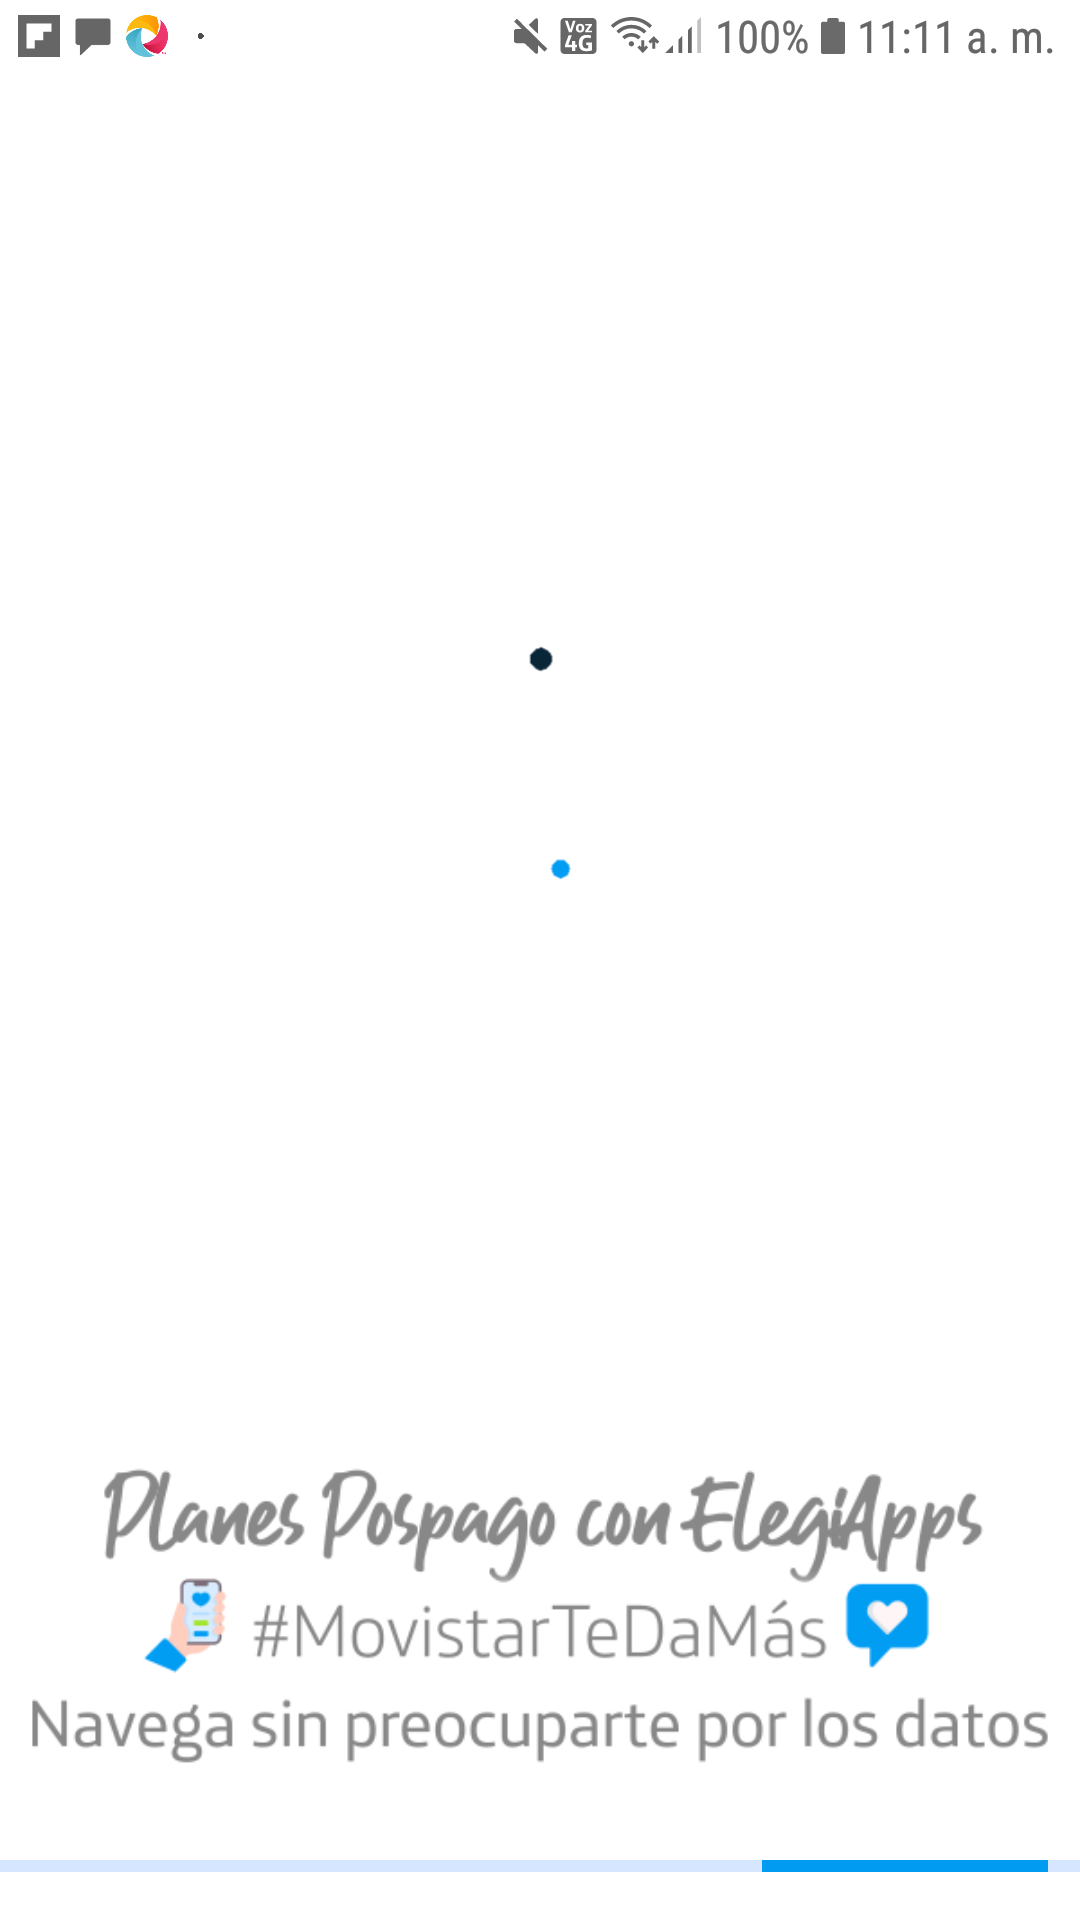 Voz 4G 100% 11:11 a. m.
Planes Pospago con ElegiApps
#MovistarTeDaMás
Navega sin preocuparte por los datos